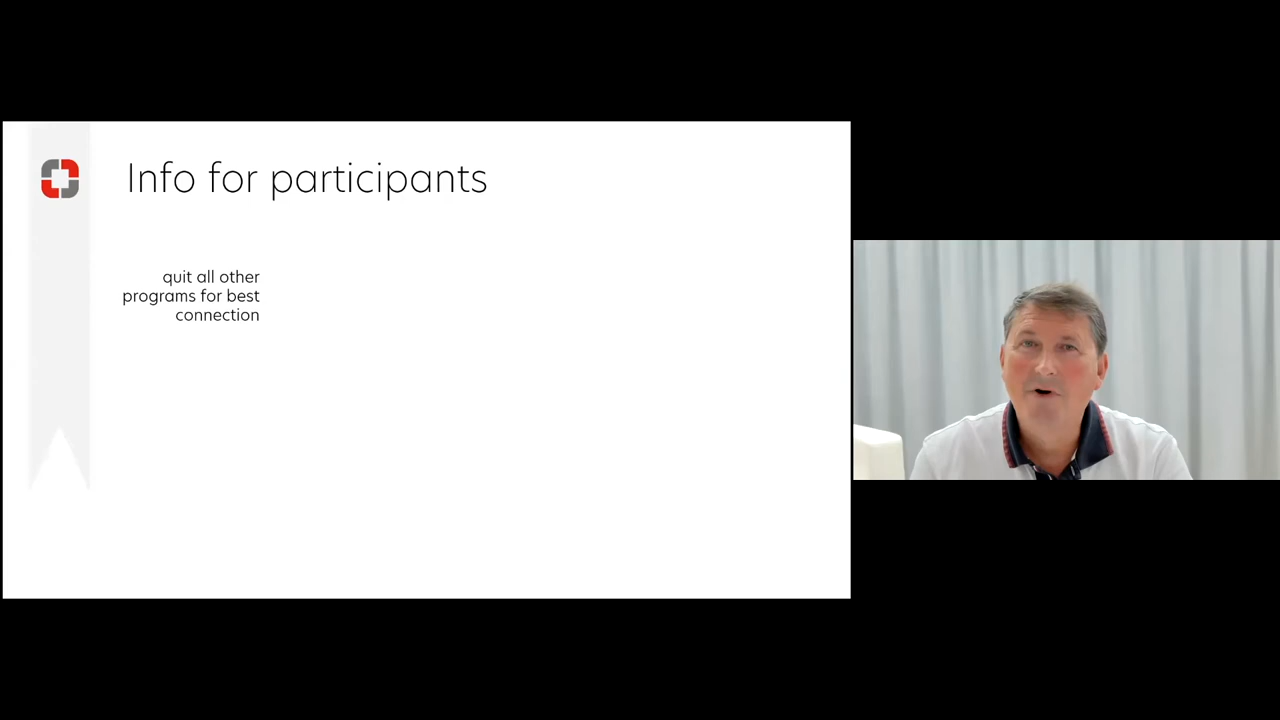 Info for participants
quit all other
programs for best
connection